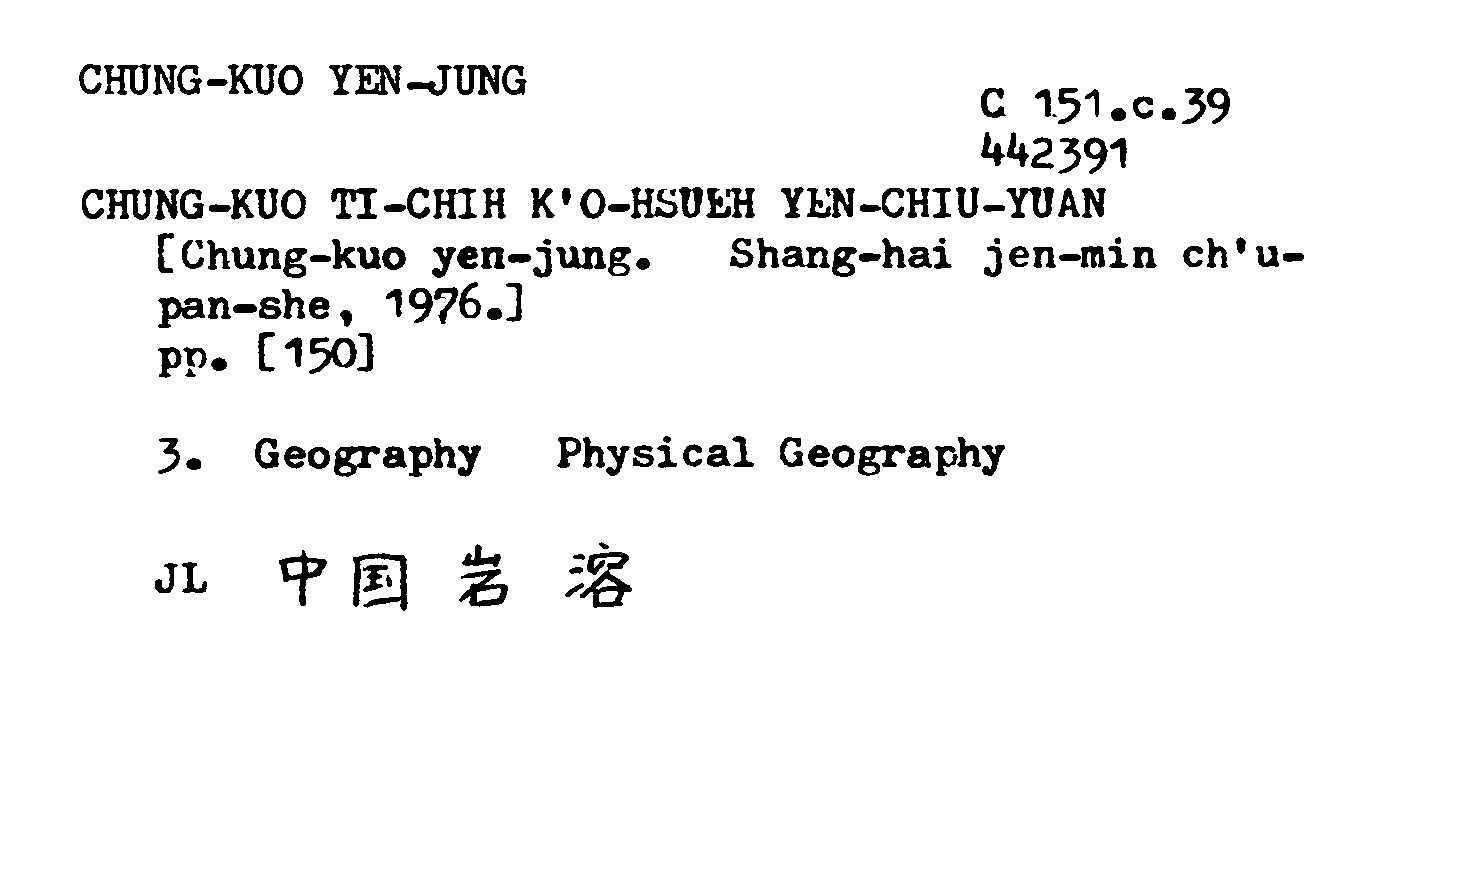 CHUNG-KUO YEN-JUNG
C 151.c.39
442391
CHUNG-KUO TI-CHIH K'O-HSUEH YEN-CHIU-YUAN
[Chung-kuo yen-jung. Shang-hai jen-min ch'u-
pan-she, 1976.]
pp. [150]
3. Geography Physical Geography
JL 中国岩溶